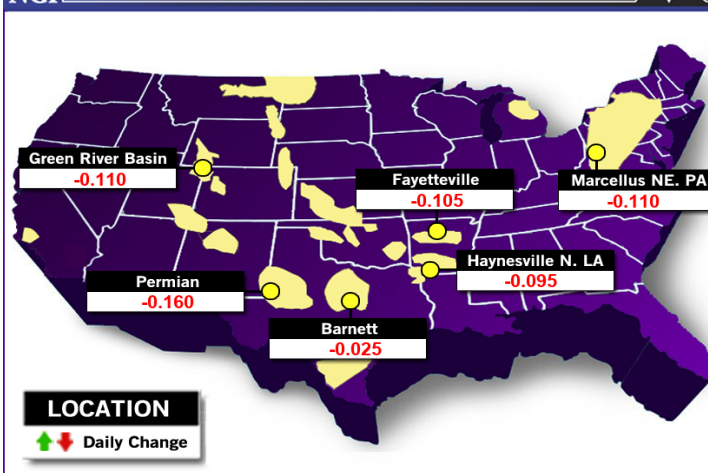 NGI
Green River Basin
-0.110
Fayetteville
-0.105
Marcellus NE. PA
-0.110
Haynesville N. LA
-0.095
Permian
-0.160
Barnett
-0.025
LOCATION
Daily Change